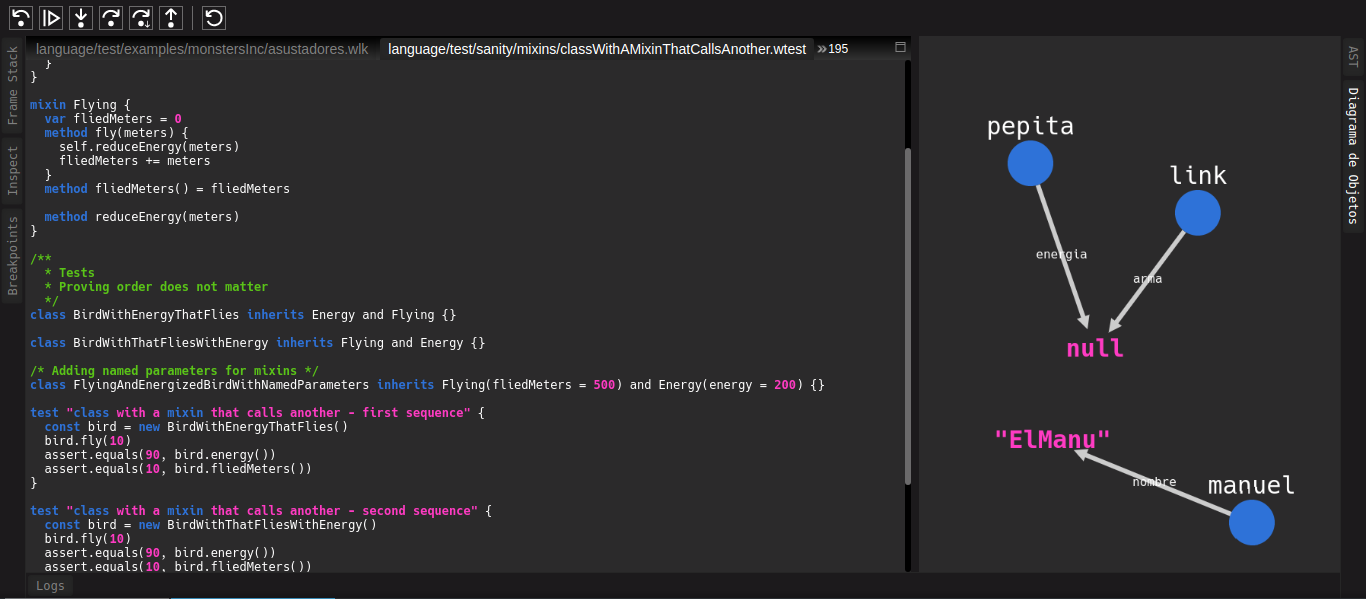 language/test/examples/monstersInc/asustadores.wlk
language/test/sanity/mixins/classWithAMixinThatCallsAnother.wtest
»195
Frame Stack
Inspect
Breakpoints
  }
}
mixin Flying {
  var fliedMeters = 0
  method fly(meters) {
    self.reduceEnergy(meters)
    fliedMeters += meters
  }
  method fliedMeters() = fliedMeters
  method reduceEnergy(meters)
}
/**
  * Tests
  * Proving order does not matter
  */
class BirdWithEnergyThatFlies inherits Energy and Flying {}
class BirdWithThatFliesWithEnergy inherits Flying and Energy {}
/* Adding named parameters for mixins */
class FlyingAndEnergizedBirdWithNamedParameters inherits Flying(fliedMeters = 500) and Energy(energy = 200) {}
test "class with a mixin that calls another - first sequence" {
  const bird = new BirdWithEnergyThatFlies()
  bird.fly(10)
  assert.equals(90, bird.energy())
  assert.equals(10, bird.fliedMeters())
}
test "class with a mixin that calls another - second sequence" {
  const bird = new BirdWithThatFliesWithEnergy()
  bird.fly(10)
  assert.equals(90, bird.energy())
  assert.equals(10, bird.fliedMeters())
pepita
link
energia
arma
null
"ElManu"
nombre
manuel
AST
Diagrama de Objetos
Logs